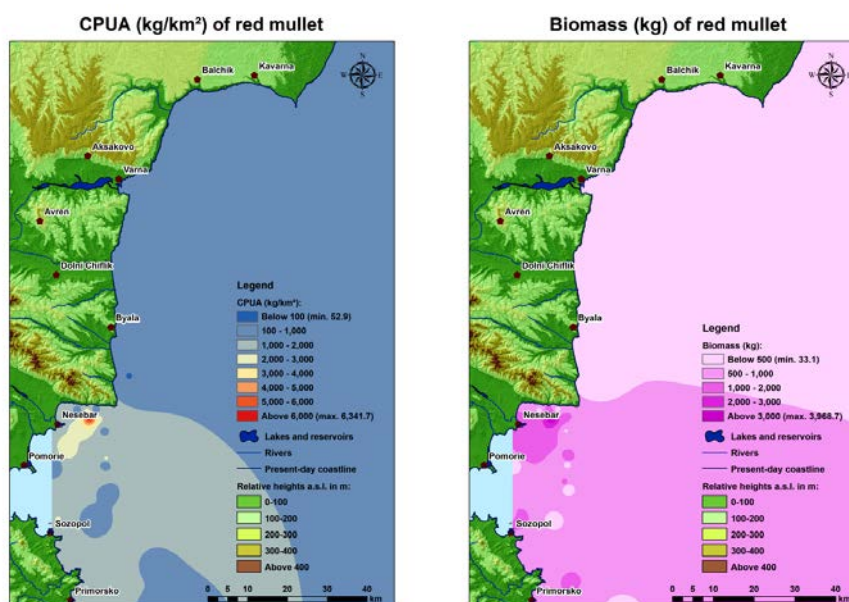 CPUA (kg/km²) of red mullet
N
W E
S
Balchik
Kavarna
Aksakovo
Varna
Avren
Dolni Chiflik
Byala
Nesebar
Pomorie
Sozopol
Primorsko
Legend
CPUA (kg/km²):
Below 100 (min. 52.9)
100 - 1,000
1,000 - 2,000
2,000 - 3,000
3,000 - 4,000
4,000 - 5,000
5,000 - 6,000
Above 6,000 (max. 6,341.7)
Lakes and reservoirs
Rivers
Present-day coastline
Relative heights a.s.l. in m:
0-100
100-200
200-300
300-400
Above 400
0 5 10 20 30 40
km
Biomass (kg) of red mullet
N
W E
S
Balchik
Kavarna
Aksakovo
Varna
Avren
Dolni Chiflik
Byala
Nesebar
Pomorie
Sozopol
Primorsko
Legend
Biomass (kg):
Below 500 (min. 33.1)
500 - 1,000
1,000 - 2,000
2,000 - 3,000
Above 3,000 (max. 3,968.7)
Lakes and reservoirs
Rivers
Present-day coastline
Relative heights a.s.l. in m:
0-100
100-200
200-300
300-400
Above 400
0 5 10 20 30 40
km